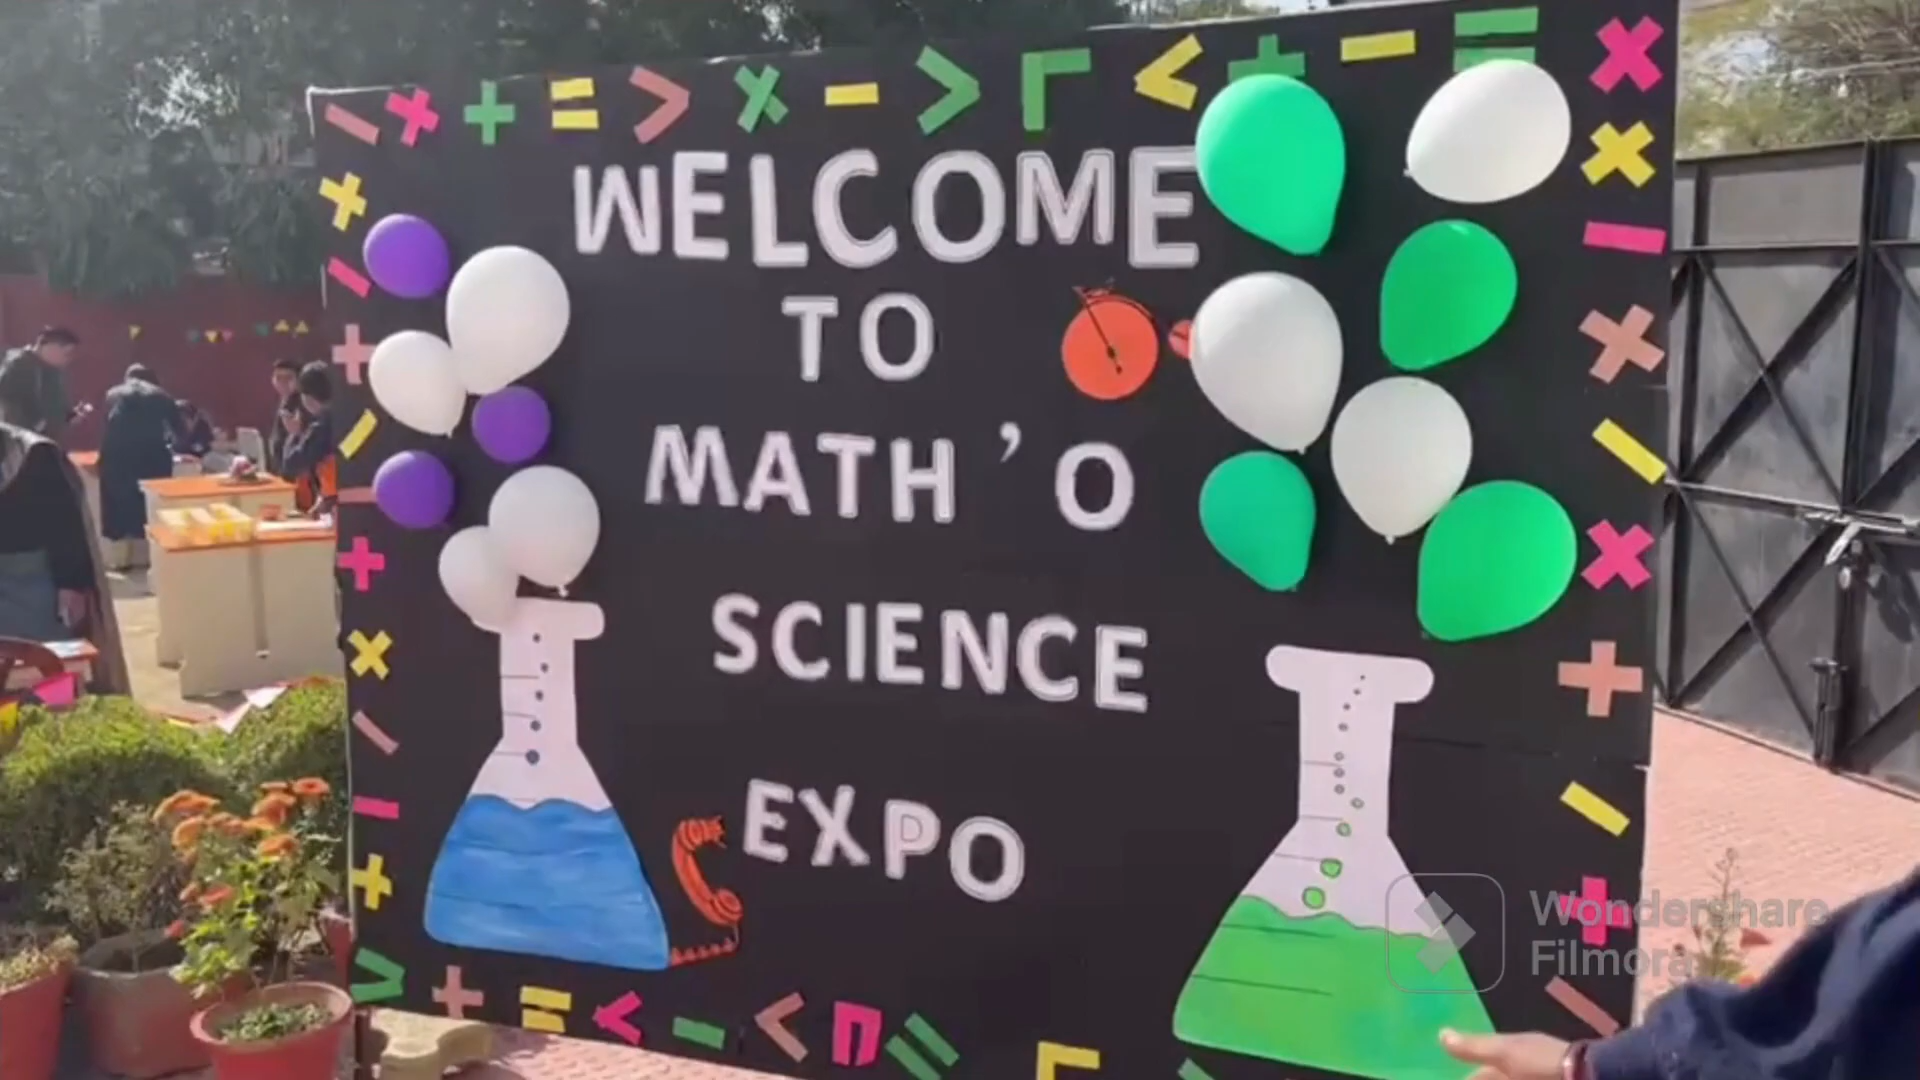 WELCOME
TO
MATH 'O
SCIENCE
EXPO
Wondershare
Filmora